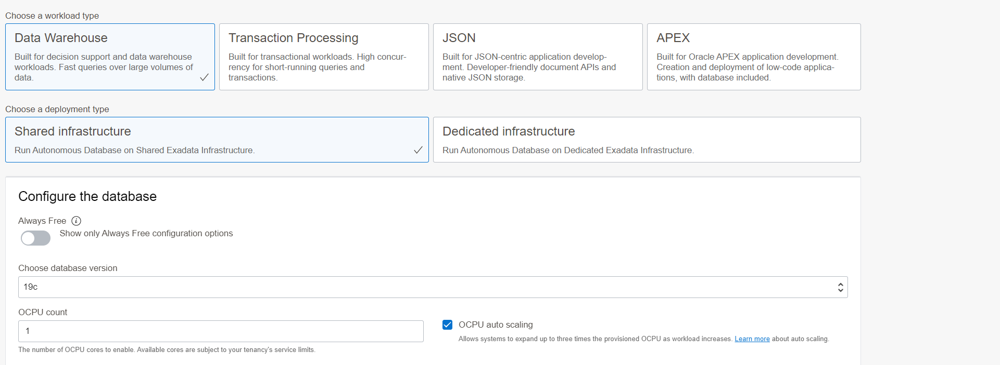 Choose a workload type
Data Warehouse
Built for decision support and data warehouse
workloads. Fast queries over large volumes of
data.
Transaction Processing
Built for transactional workloads. High concur-
rency for short-running queries and
transactions.
JSON
Built for JSON-centric application develop-
ment. Developer-friendly document APIs and
native JSON storage.
APEX
Built for Oracle APEX application development.
Creation and deployment of low-code applica-
tions, with database included.
Choose a deployment type
Shared infrastructure
Run Autonomous Database on Shared Exadata Infrastructure.
Dedicated infrastructure
Run Autonomous Database on Dedicated Exadata Infrastructure.
Configure the database
Always Free
Show only Always Free configuration options
Choose database version
19c
OCPU count
1
The number of OCPU cores to enable. Available cores are subject to your tenancy's service limits.
OCPU auto scaling
Allows systems to expand up to three times the provisioned OCPU as workload increases. Learn more about auto scaling.